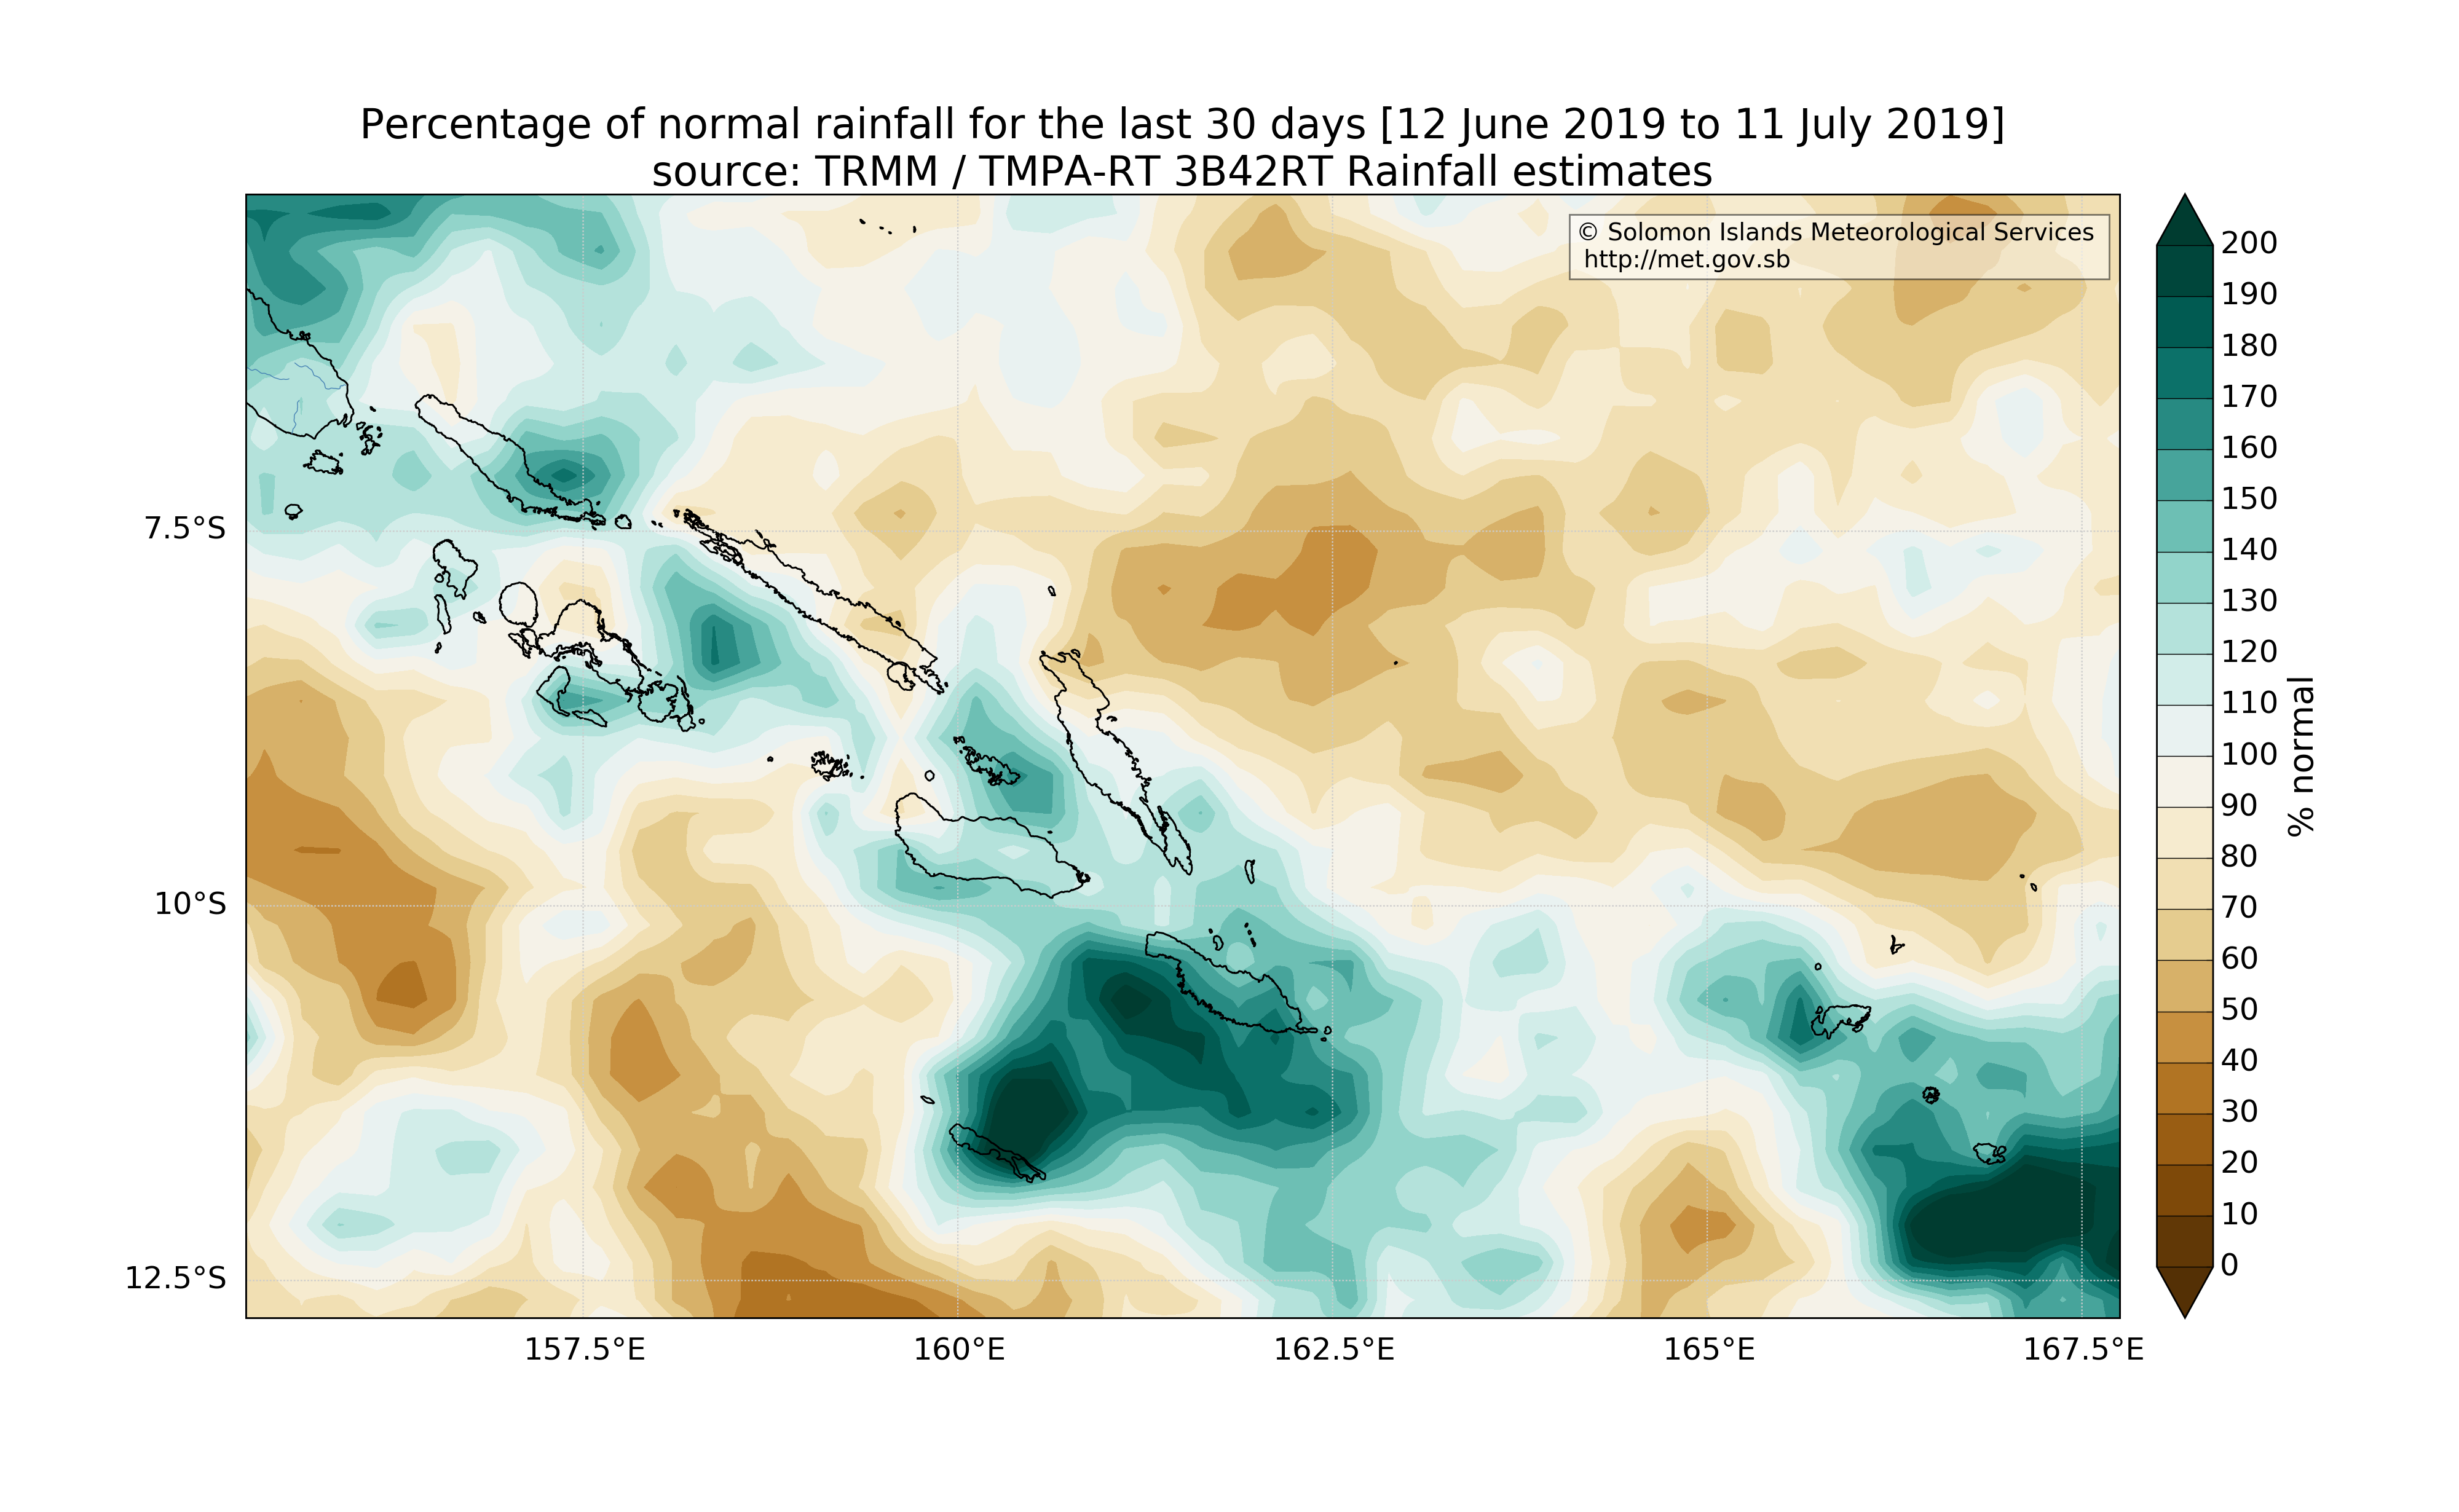 Percentage of normal rainfall for the last 30 days [12 June 2019 to 11 July 2019]
source: TRMM / TMPA-RT 3B42RT Rainfall estimates
© Solomon Islands Meteorological Services
http://met.gov.sb
7.5°S
10°S
12.5°S
157.5°E
160°E
162.5°E
165°E
167.5°E
200
190
180
170
160
150
140
130
120
110
100
90
80
70
60
50
40
30
20
10
0
% normal